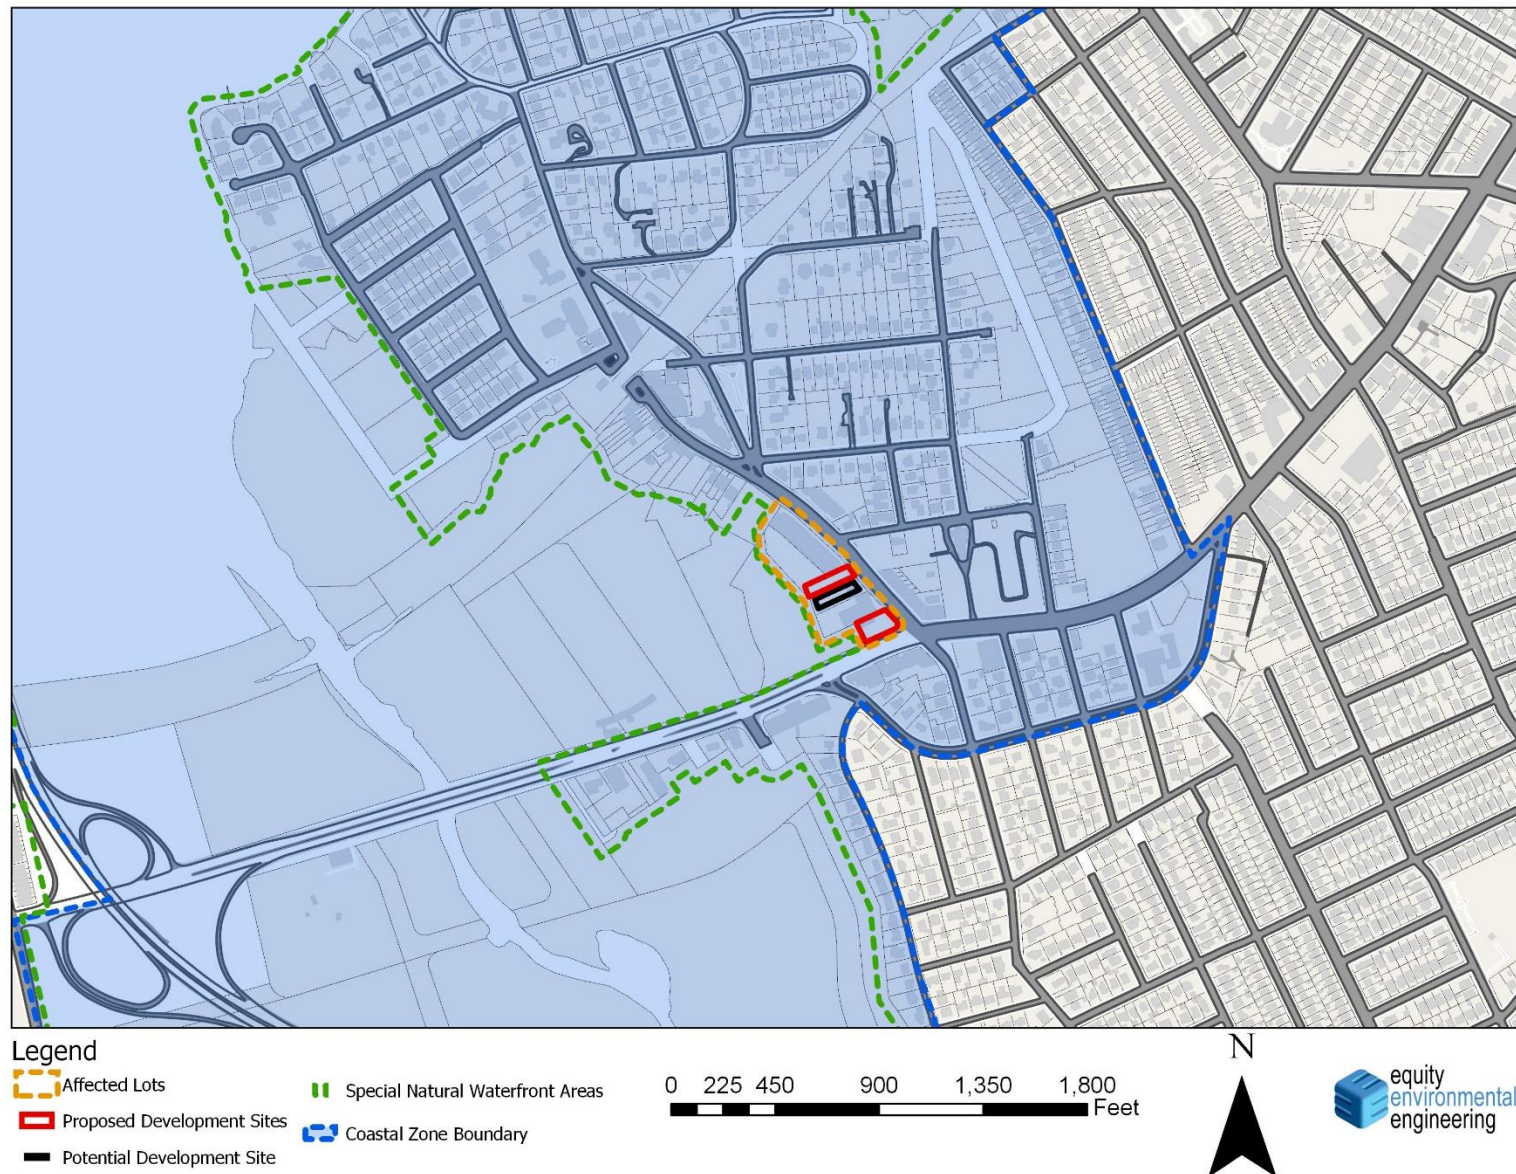 Legend
Affected Lots
Proposed Development Sites
Potential Development Site
Special Natural Waterfront Areas
Coastal Zone Boundary
0 225 450 900 1,350 1,800
Feet
N
equity
environmental
engineering